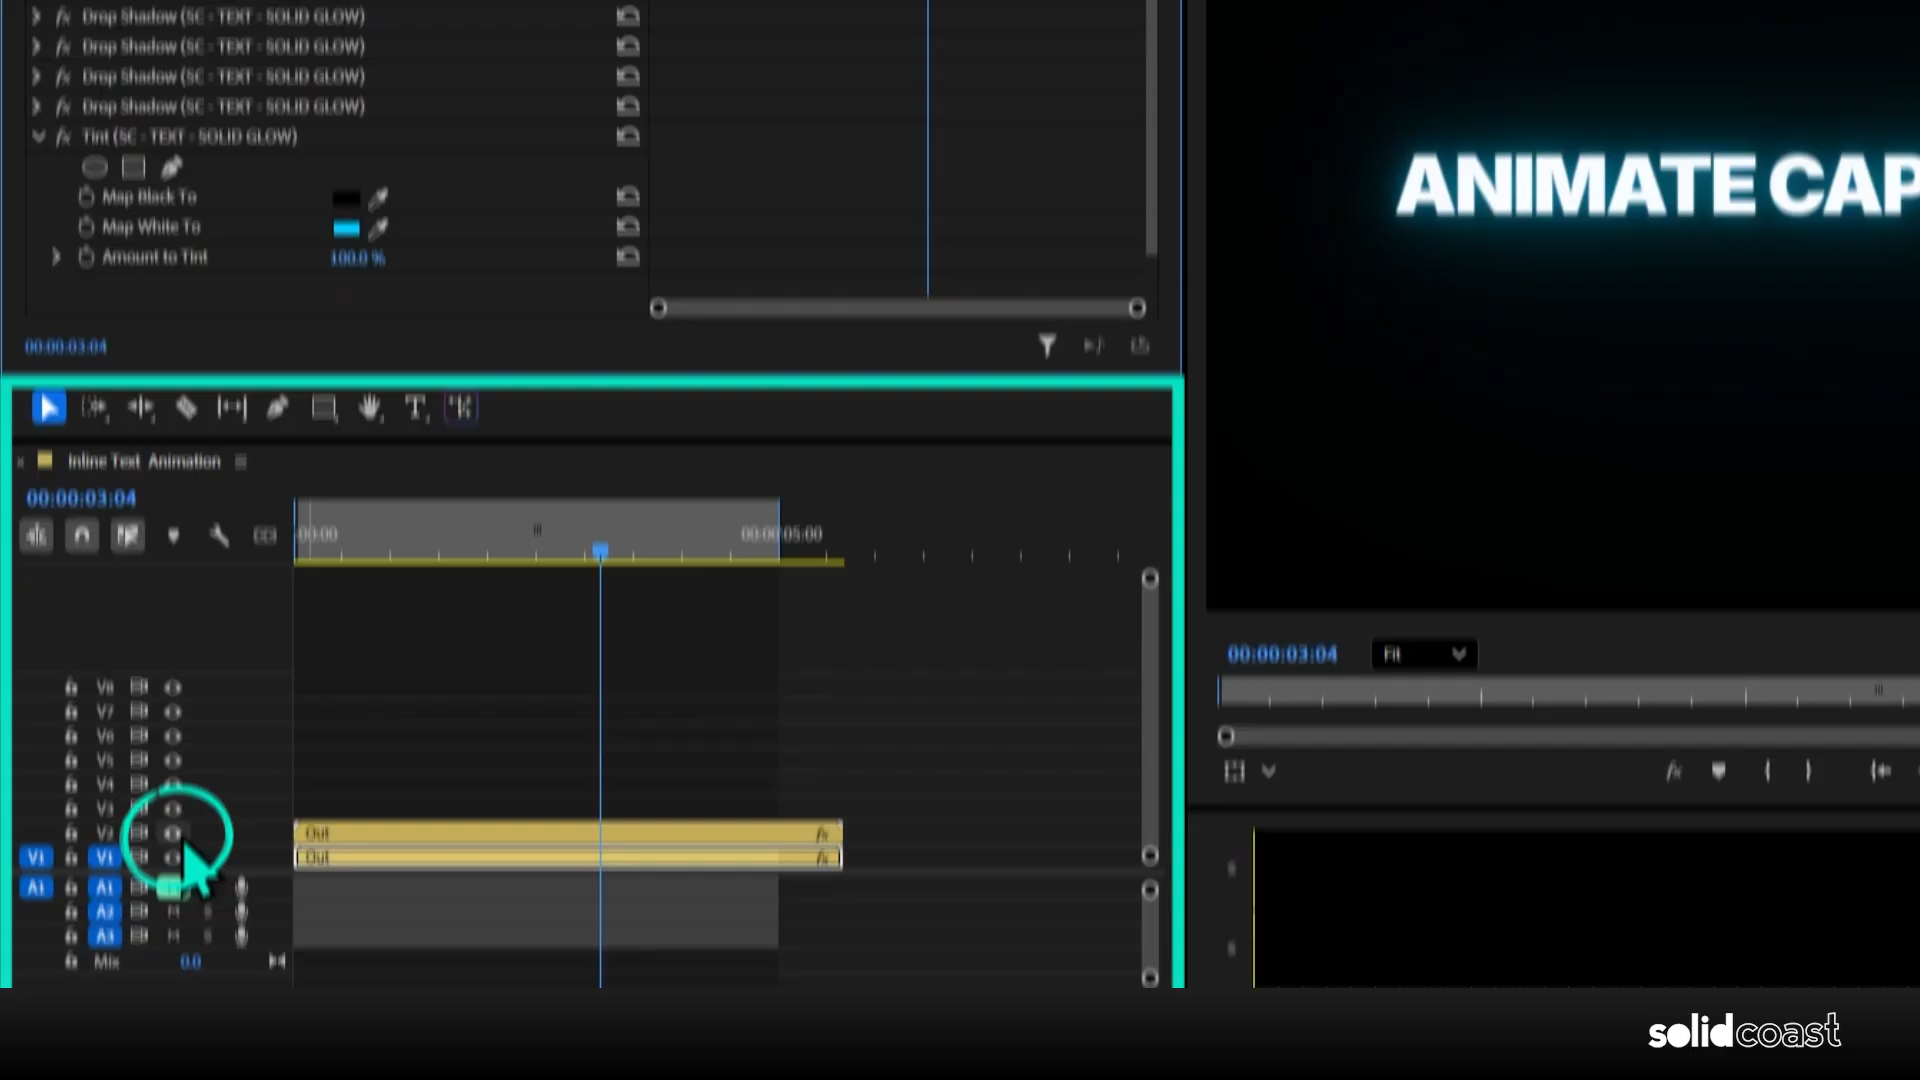 Drop Shadow (SC - TEXT - SOLID GLOW)
Drop Shadow (SC - TEXT - SOLID GLOW)
Drop Shadow (SC - TEXT - SOLID GLOW)
Drop Shadow (SC - TEXT - SOLID GLOW)
Tint (SC - TEXT - SOLID GLOW)
Map Black To
Map White To
Amount to Tint 100.0 %
00:00:03:04
ANIMATE CAP
Inline Text Animation
00:00:03:04
:00:00 00:00:05:00
00:00:03:04 Fit
V8
V7
V6
V5
V4
V3
V2 Out fx
V1 V1 Out fx
A1 A1
A2 M S
A3 M S
Mix 0.0
solidcoast